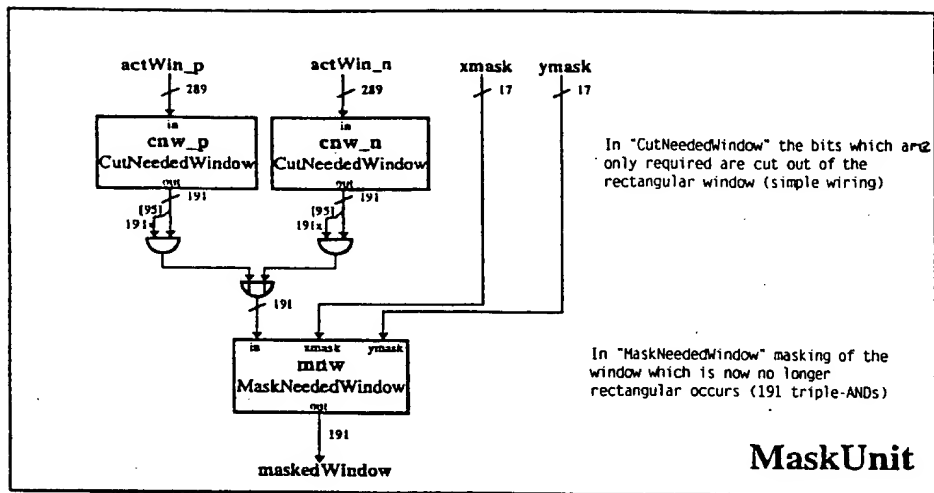 actWin_p
actWin_n
xmask
ymask
289
289
17
17
in
cnw_p
CutNeededWindow
out
in
cnw_n
CutNeededWindow
out
In "CutNeededWindow" the bits which are
only required are cut out of the
rectangular window (simple wiring)
191
[95]
191x
191
[95]
191x
191
in
xmask
ymask
mnw
MaskNeededWindow
out
In "MaskNeededWindow" masking of the
window which is now no longer
rectangular occurs (191 triple-ANDs)
191
maskedWindow
MaskUnit